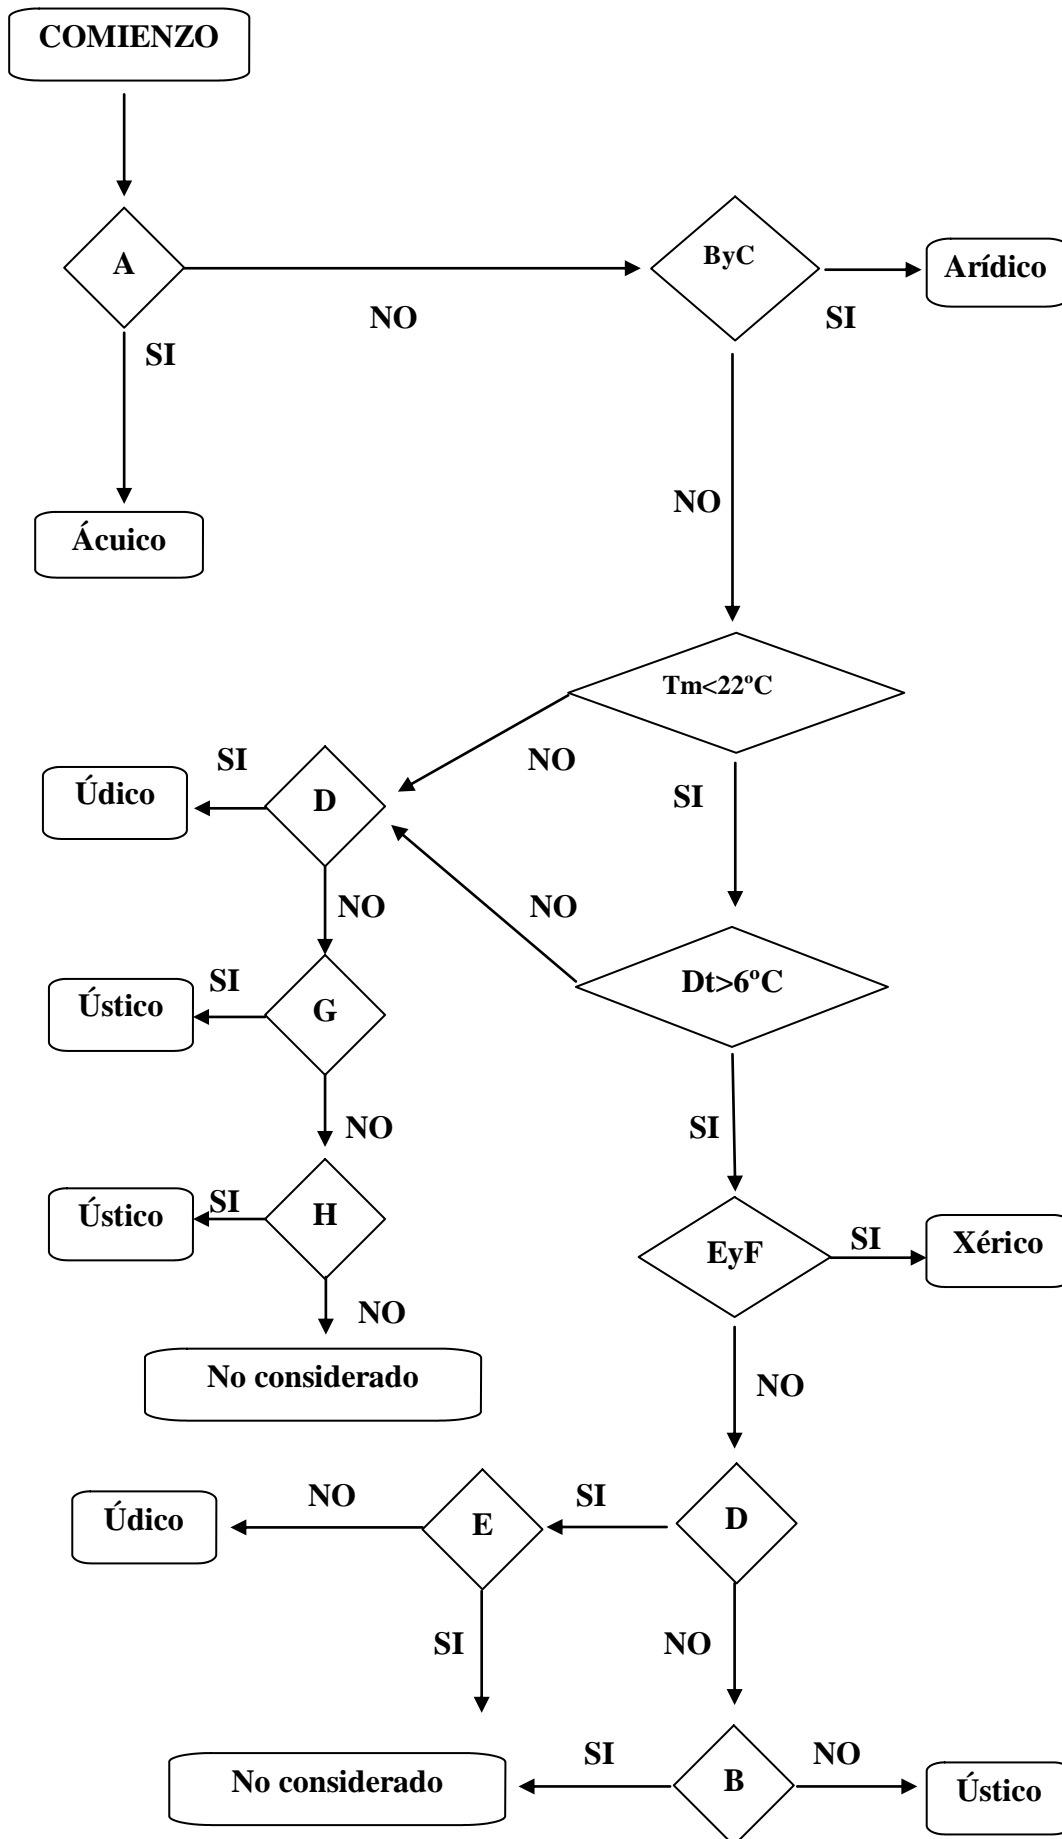 COMIENZO
A
ByC
Arídico
NO
SI
SI
NO
Ácuico
Tm<22ºC
NO
SI
SI
Údico
D
NO
NO
SI
Ústico
G
Dt>6ºC
NO
SI
SI
Ústico
H
EyF
SI
Xérico
NO
No considerado
NO
NO
SI
Údico
E
D
SI
NO
No considerado
SI
B
NO
Ústico